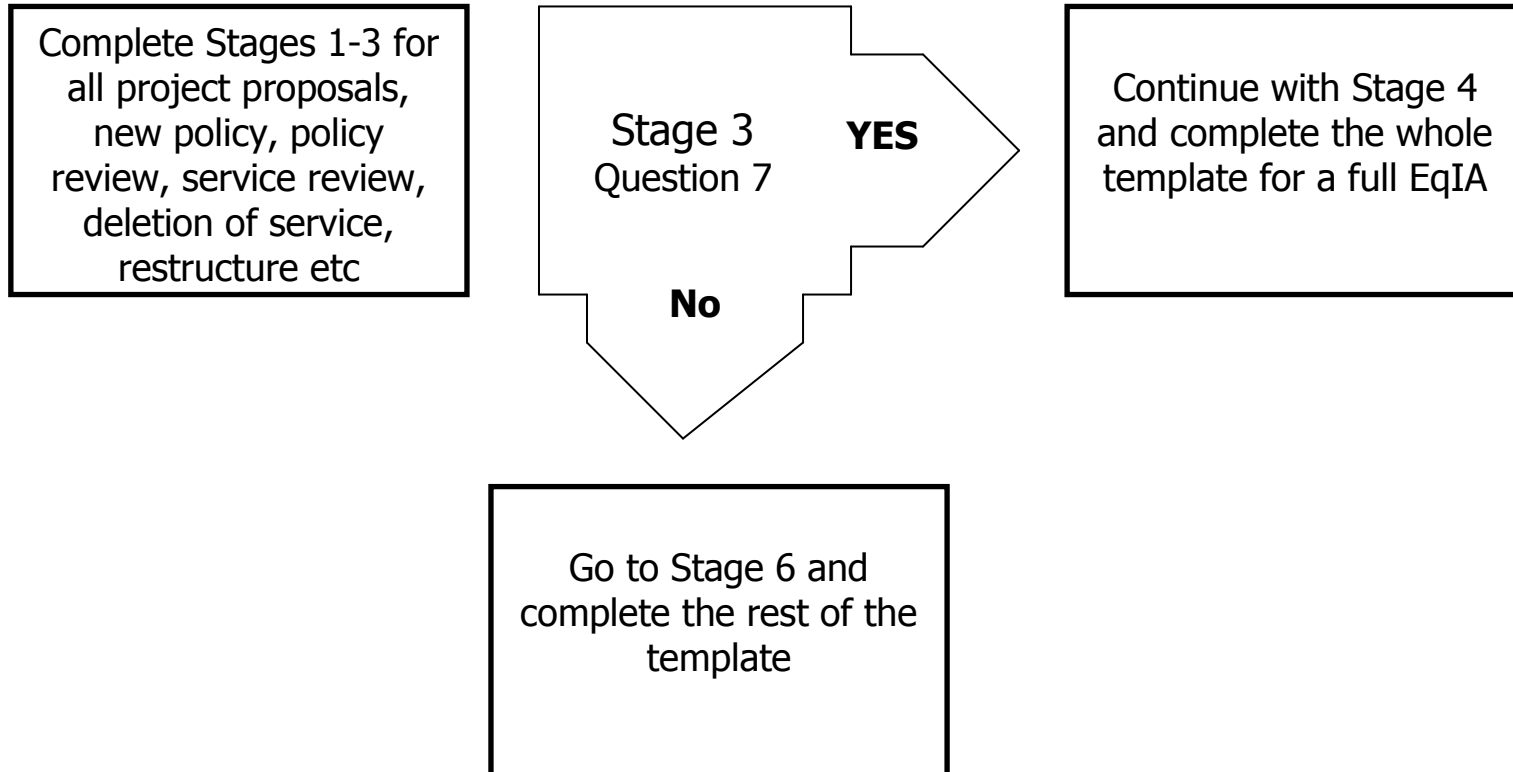 Complete Stages 1-3 for
all project proposals,
new policy, policy
review, service review,
deletion of service,
restructure etc
Stage 3
Question 7
YES
No
Continue with Stage 4
and complete the whole
template for a full EqIA
Go to Stage 6 and
complete the rest of the
template